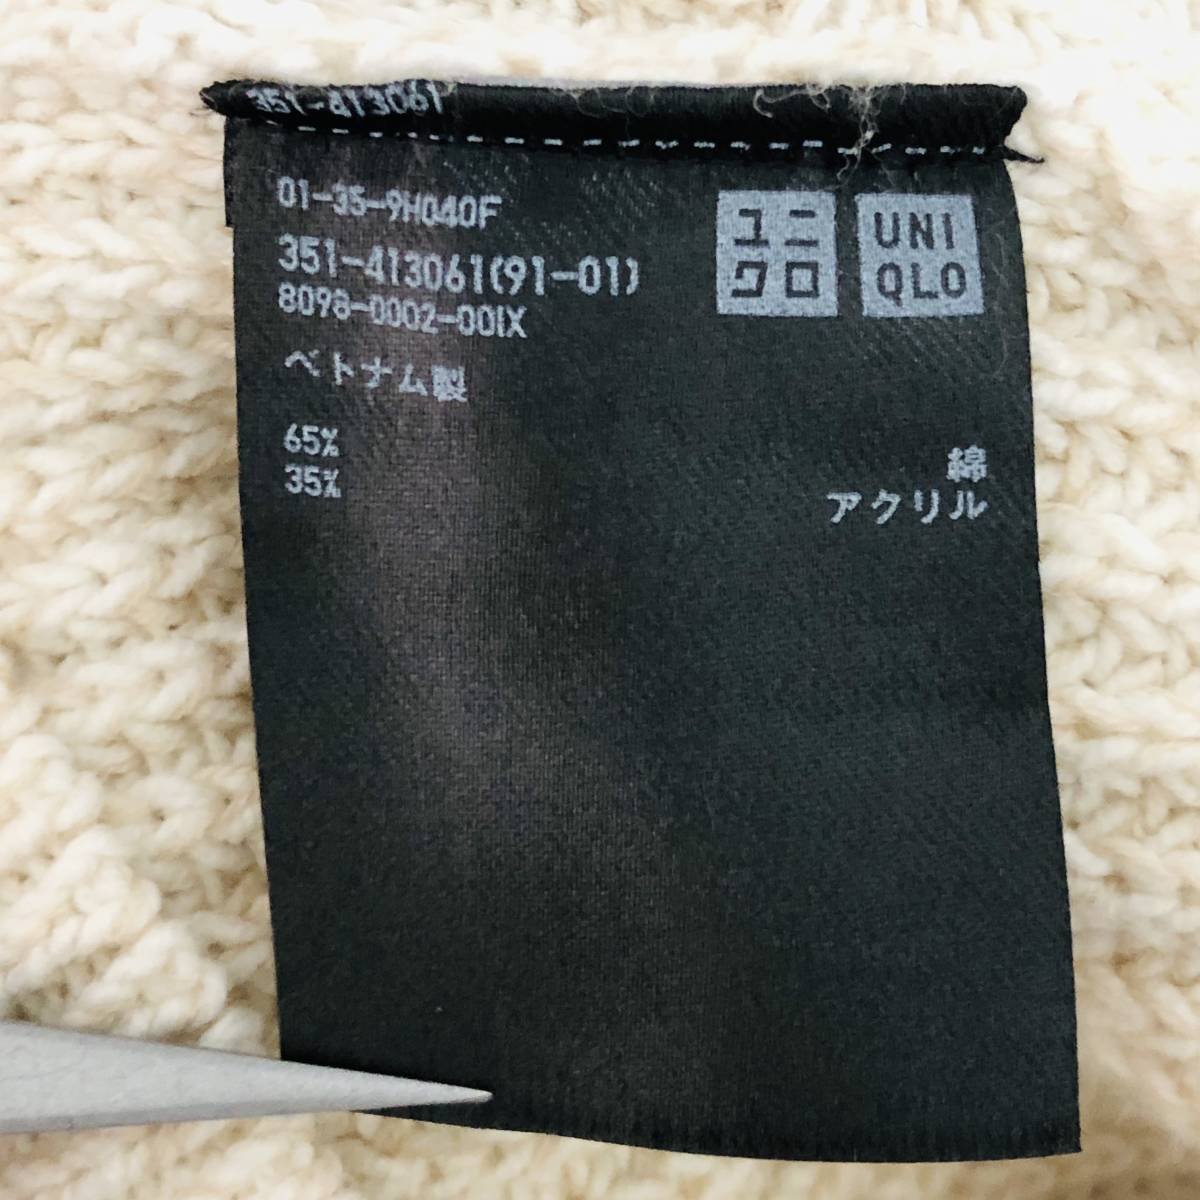 351-413061
01-35-9H040F
351-413061(91-01)
8098-0002-00IX
ユニ
クロ
UNI
QLO
ベトナム製
65% 綿
35% アクリル